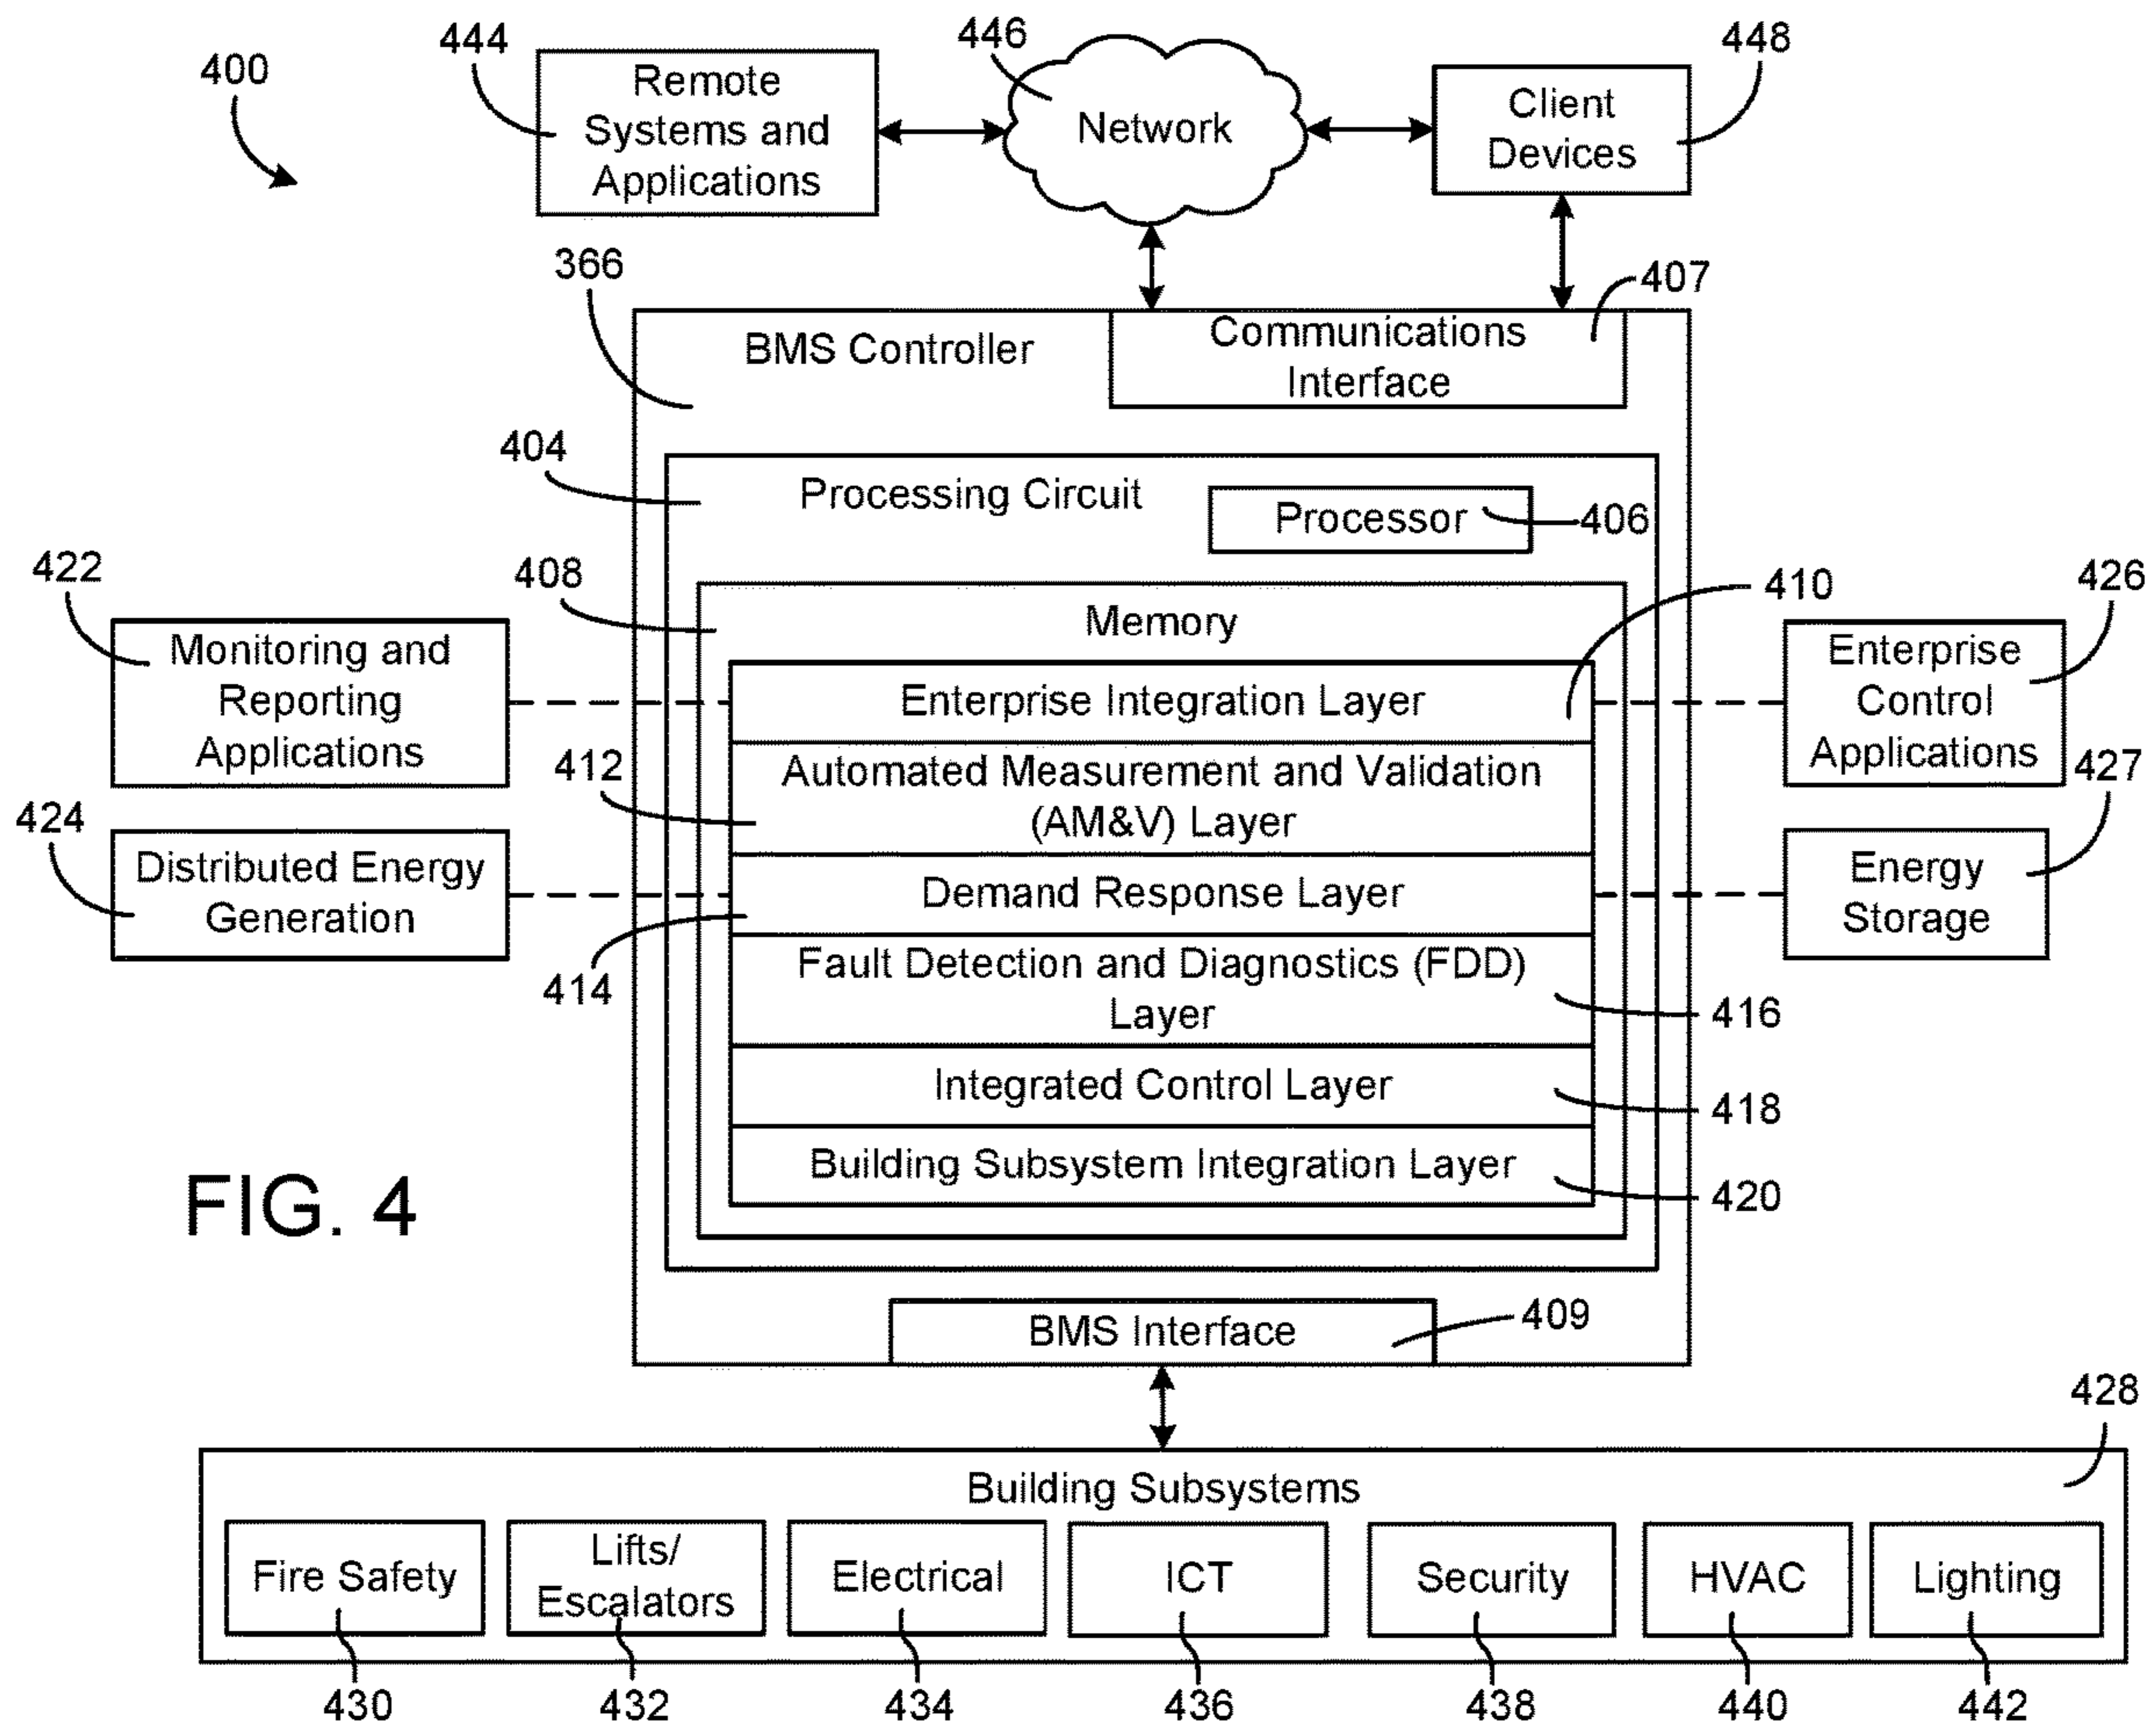 400
444
Remote
Systems and
Applications
446
Network
448
Client
Devices
366
BMS Controller
407
Communications
Interface
404
Processing Circuit
Processor
406
408
Memory
410
422
Monitoring and
Reporting
Applications
Enterprise Integration Layer
426
Enterprise
Control
Applications
412
Automated Measurement and Validation
(AM&V) Layer
427
424
Distributed Energy
Generation
Demand Response Layer
Energy
Storage
414
Fault Detection and Diagnostics (FDD)
Layer
416
Integrated Control Layer
418
Building Subsystem Integration Layer
420
FIG. 4
BMS Interface
409
428
Building Subsystems
Fire Safety
Lifts/
Escalators
Electrical
ICT
Security
HVAC
Lighting
430
432
434
436
438
440
442